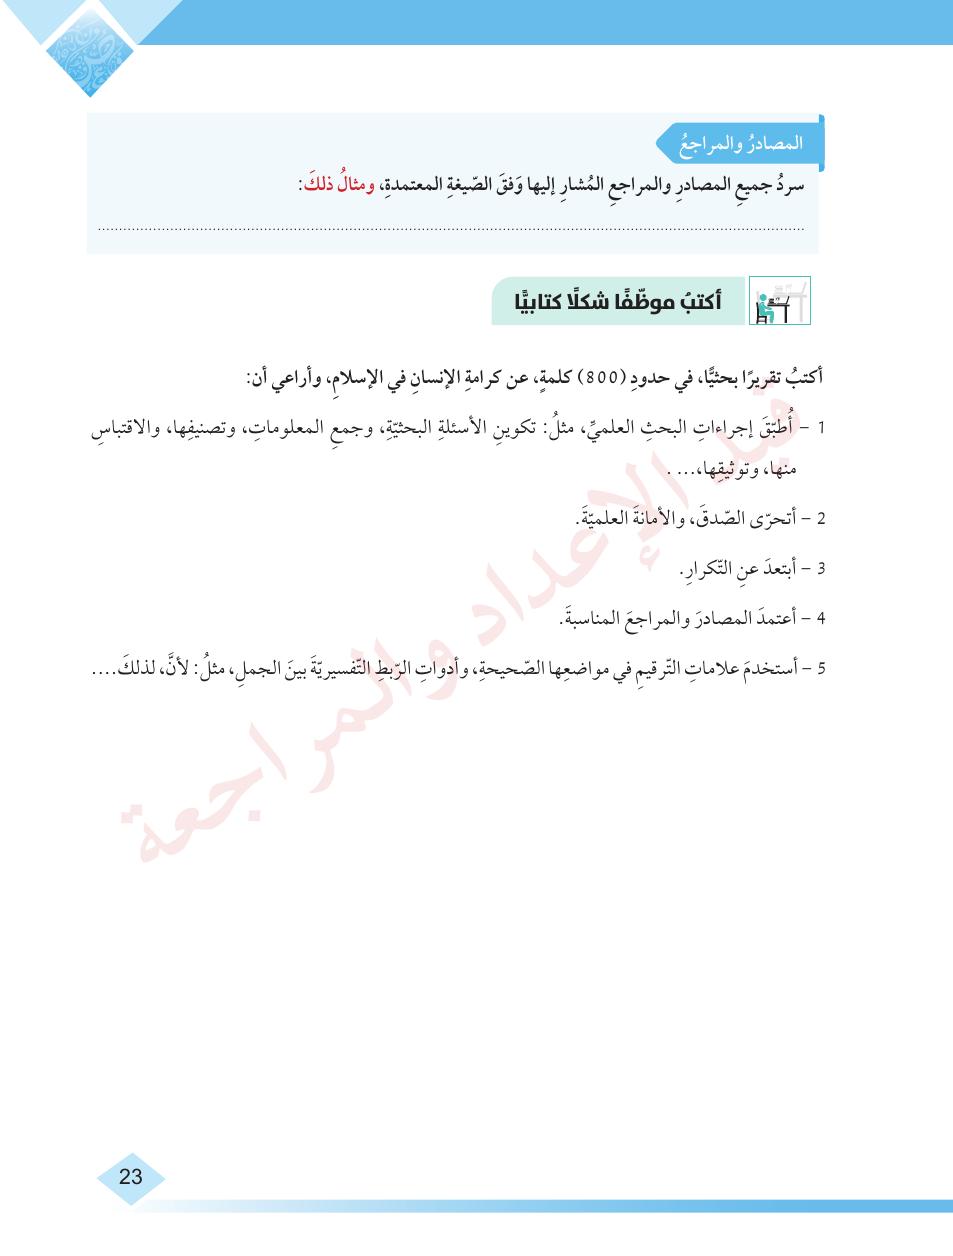 المصادرُ والمراجعُ
سردُ جميعِ المصادرِ والمراجعِ المُشارِ إليها وَفقَ الصّيغةِ المعتمدةِ، ومثالُ ذلكَ:
أكتبُ موظّفًا شكلًا كتابيًّا
أكتبُ تقريرًا بحثيًّا، في حدودِ (800) كلمةٍ، عن كرامةِ الإنسانِ في الإسلامِ، وأراعي أن:
1 – أُطبّقَ إجراءاتِ البحثِ العلميِّ، مثلُ: تكوينِ الأسئلةِ البحثيّةِ، وجمعِ المعلوماتِ، وتصنيفِها، والاقتباسِ
منها، وتوثيقِها،... .
2 – أتحرّى الصّدقَ، والأمانةَ العلميّةَ.
3 – أبتعدَ عنِ التّكرارِ.
4 – أعتمدَ المصادرَ والمراجعَ المناسبةَ.
5 – أستخدمَ علاماتِ التّرقيمِ في مواضعِها الصّحيحةِ، وأدواتِ الرّبطِ التّفسيريّةَ بينَ الجملِ، مثلُ: لأنَّ، لذلكَ....
قيد الإعداد والمراجعة
23